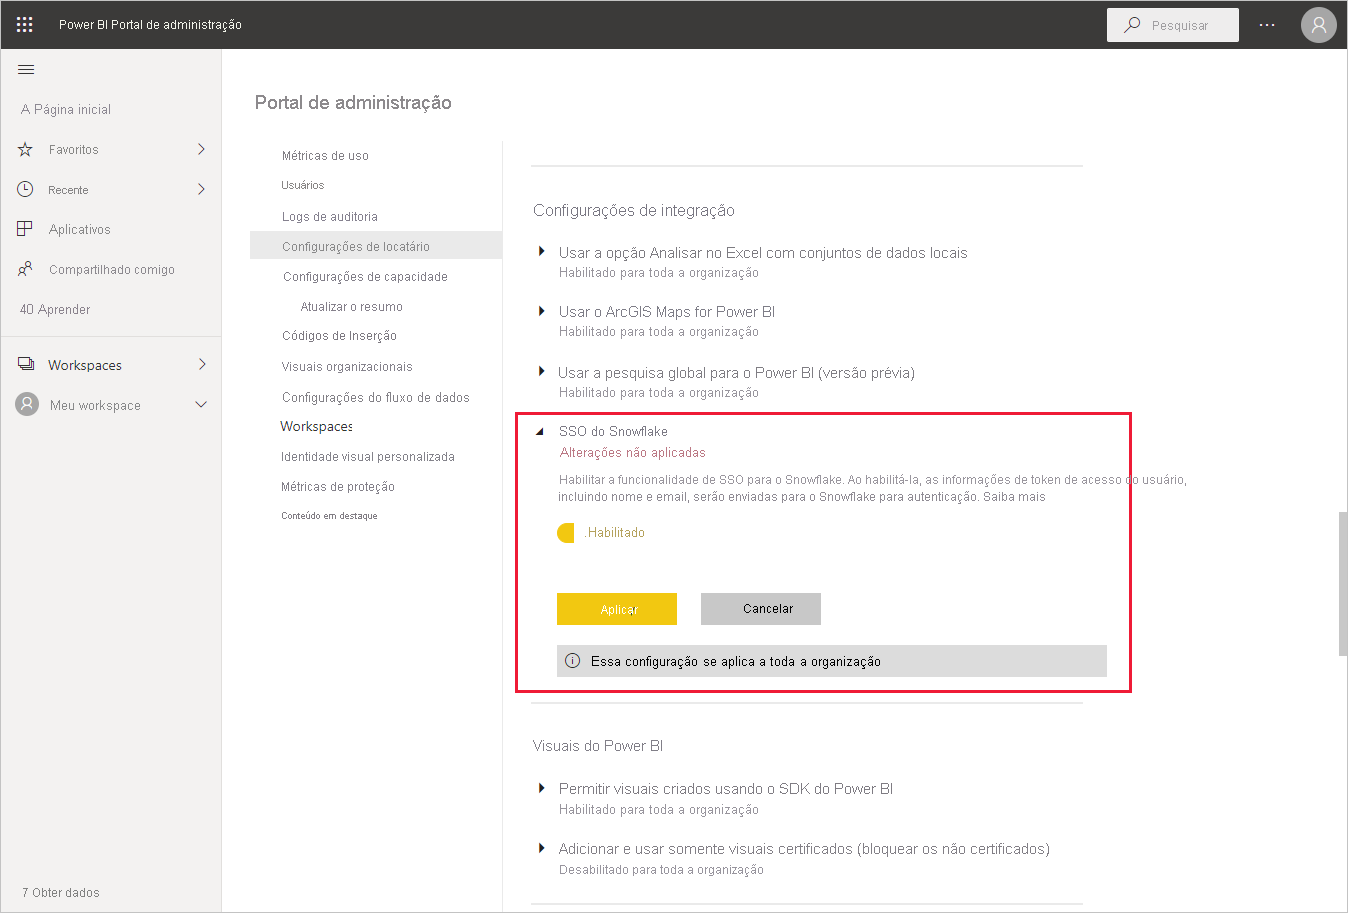 Power BI Portal de administração
Pesquisar
A Página inicial
Favoritos
Recente
Aplicativos
Compartilhado comigo
40 Aprender
Workspaces
Meu workspace
7 Obter dados
Portal de administração
Métricas de uso
Usuários
Logs de auditoria
Configurações de locatário
Configurações de capacidade
Atualizar o resumo
Códigos de Inserção
Visuais organizacionais
Configurações do fluxo de dados
Workspaces
Identidade visual personalizada
Métricas de proteção
Conteúdo em destaque
Configurações de integração
Usar a opção Analisar no Excel com conjuntos de dados locais
Habilitado para toda a organização
Usar o ArcGIS Maps for Power BI
Habilitado para toda a organização
Usar a pesquisa global para o Power BI (versão prévia)
Habilitado para toda a organização
SSO do Snowflake
Alterações não aplicadas
Habilitar a funcionalidade de SSO para o Snowflake. Ao habilitá-la, as informações de token de acesso do usuário,
incluindo nome e email, serão enviadas para o Snowflake para autenticação. Saiba mais
.Habilitado
Aplicar
Cancelar
Essa configuração se aplica a toda a organização
Visuais do Power BI
Permitir visuais criados usando o SDK do Power BI
Habilitado para toda a organização
Adicionar e usar somente visuais certificados (bloquear os não certificados)
Desabilitado para toda a organização